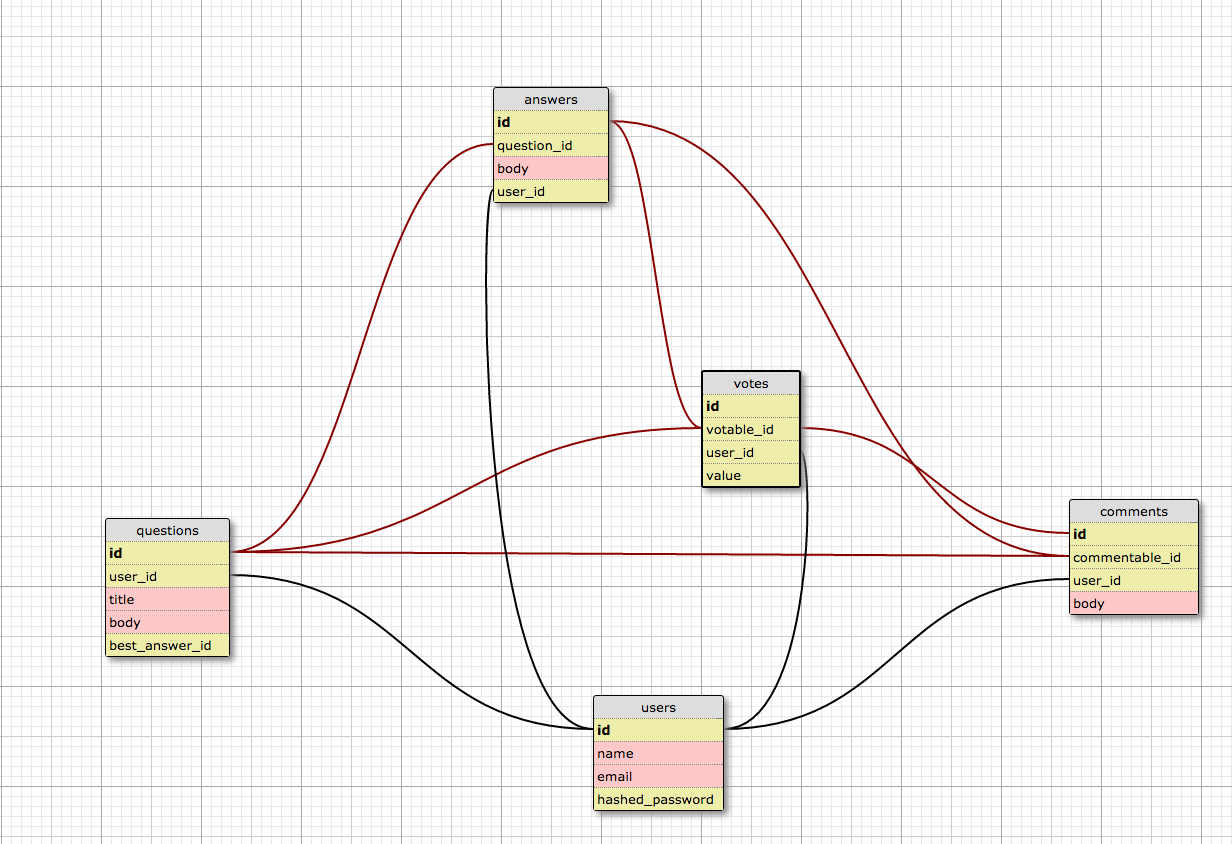 answers
id
question_id
body
user_id
votes
id
votable_id
user_id
value
questions
id
user_id
title
body
best_answer_id
comments
id
commentable_id
user_id
body
users
id
name
email
hashed_password